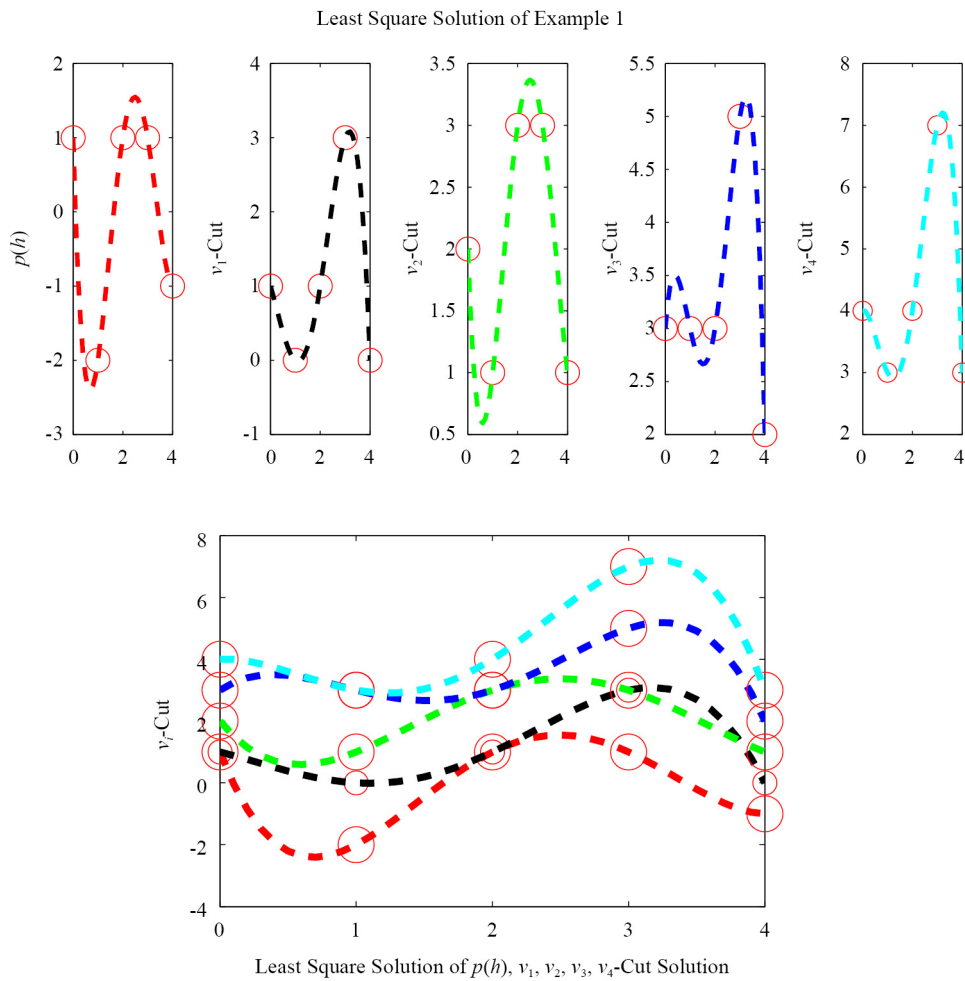 Least Square Solution of Example 1
2
1
0
-1
-2
-3
p(h)
0 2 4
4
3
2
1
0
-1
v1-Cut
0 2 4
3.5
3
2.5
2
1.5
1
0.5
v2-Cut
0 2 4
5.5
5
4.5
4
3.5
3
2.5
2
v3-Cut
0 2 4
8
7
6
5
4
3
2
v4-Cut
0 2 4
8
6
4
2
0
-2
-4
vi-Cut
0 1 2 3 4
Least Square Solution of p(h), v1, v2, v3, v4-Cut Solution